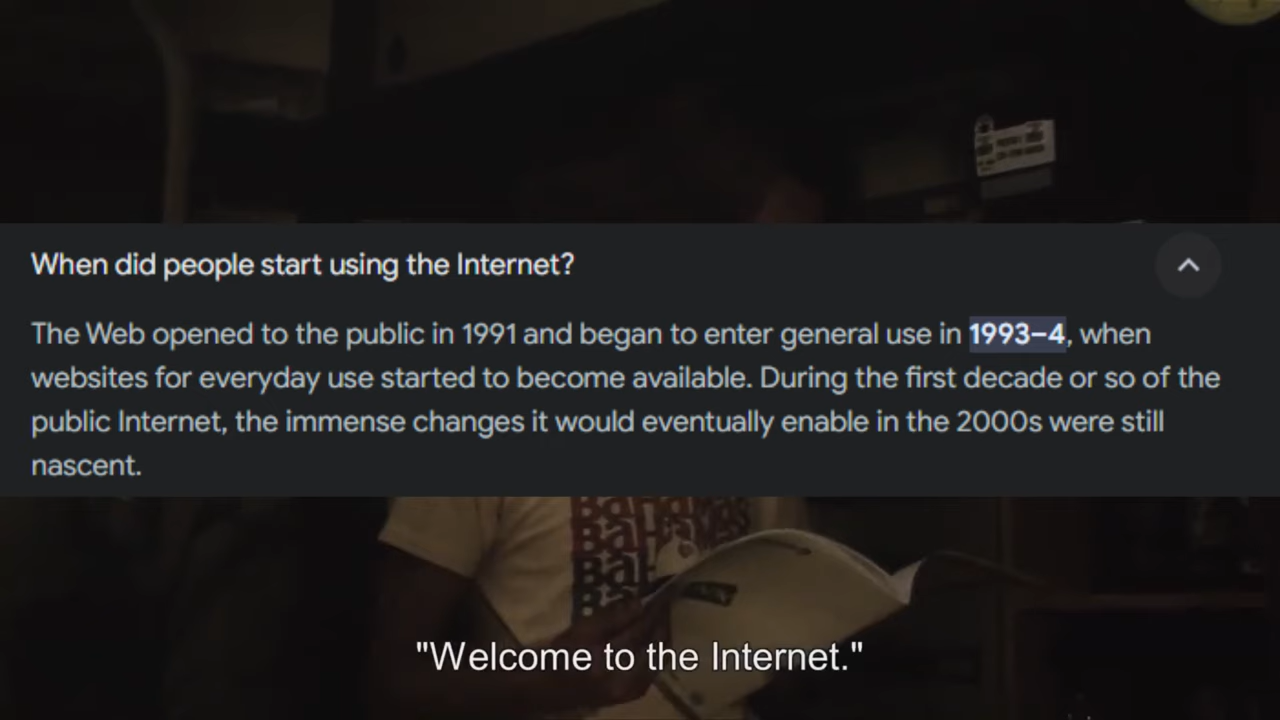 When did people start using the Internet?
The Web opened to the public in 1991 and began to enter general use in 1993–4, when
websites for everyday use started to become available. During the first decade or so of the
public Internet, the immense changes it would eventually enable in the 2000s were still
nascent.
BaHamas
BaHamas
"Welcome to the Internet."